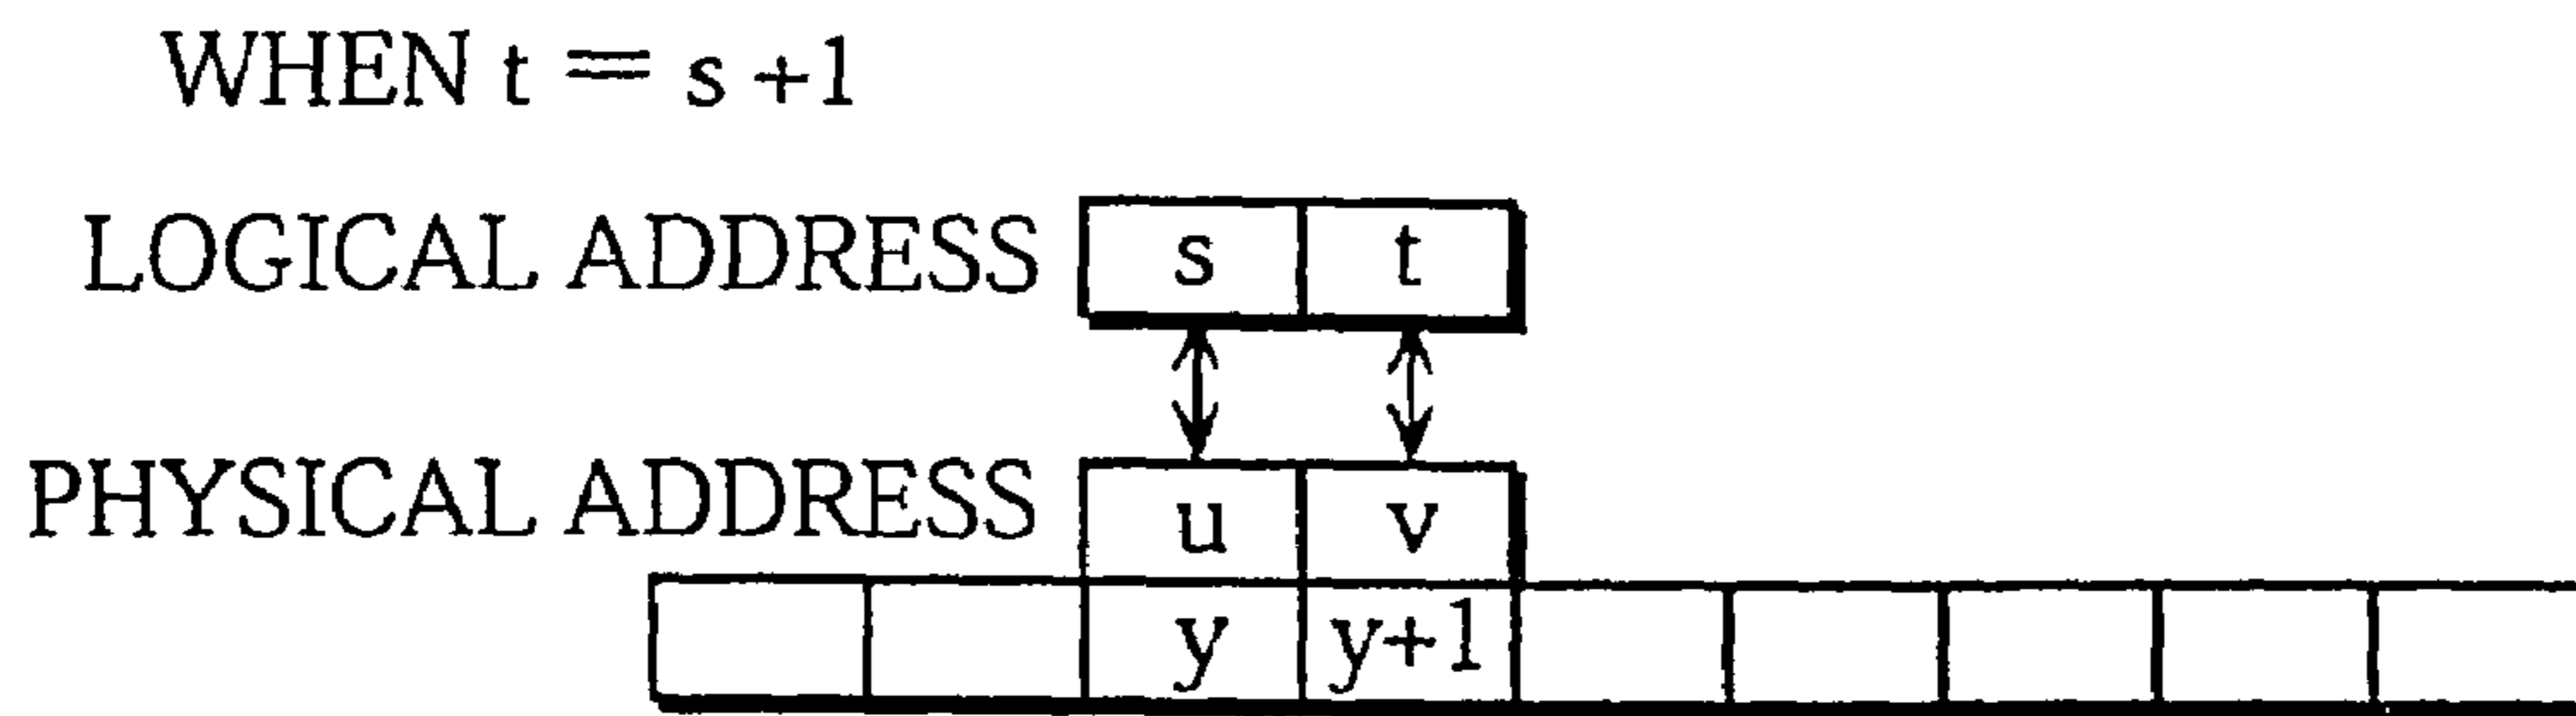 WHEN t = s +1
LOGICAL ADDRESS s t
PHYSICAL ADDRESS u v
y y+1